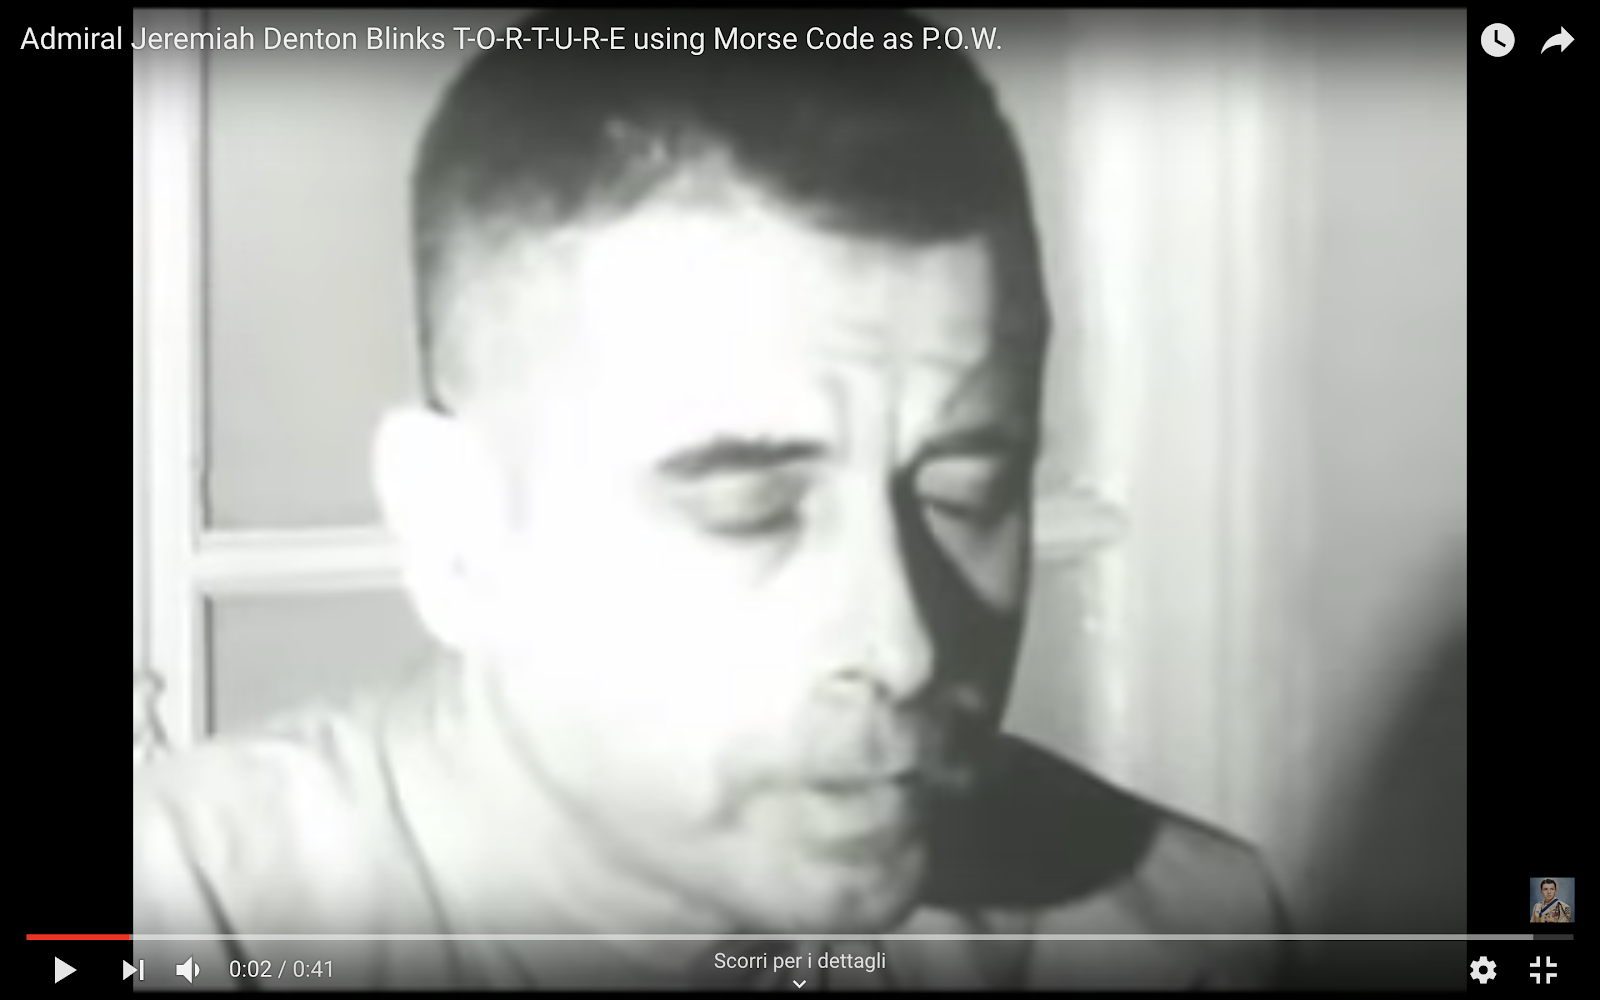 Admiral Jeremiah Denton Blinks T-O-R-T-U-R-E using Morse Code as P.O.W.
0:02 / 0:41
Scorri per i dettagli